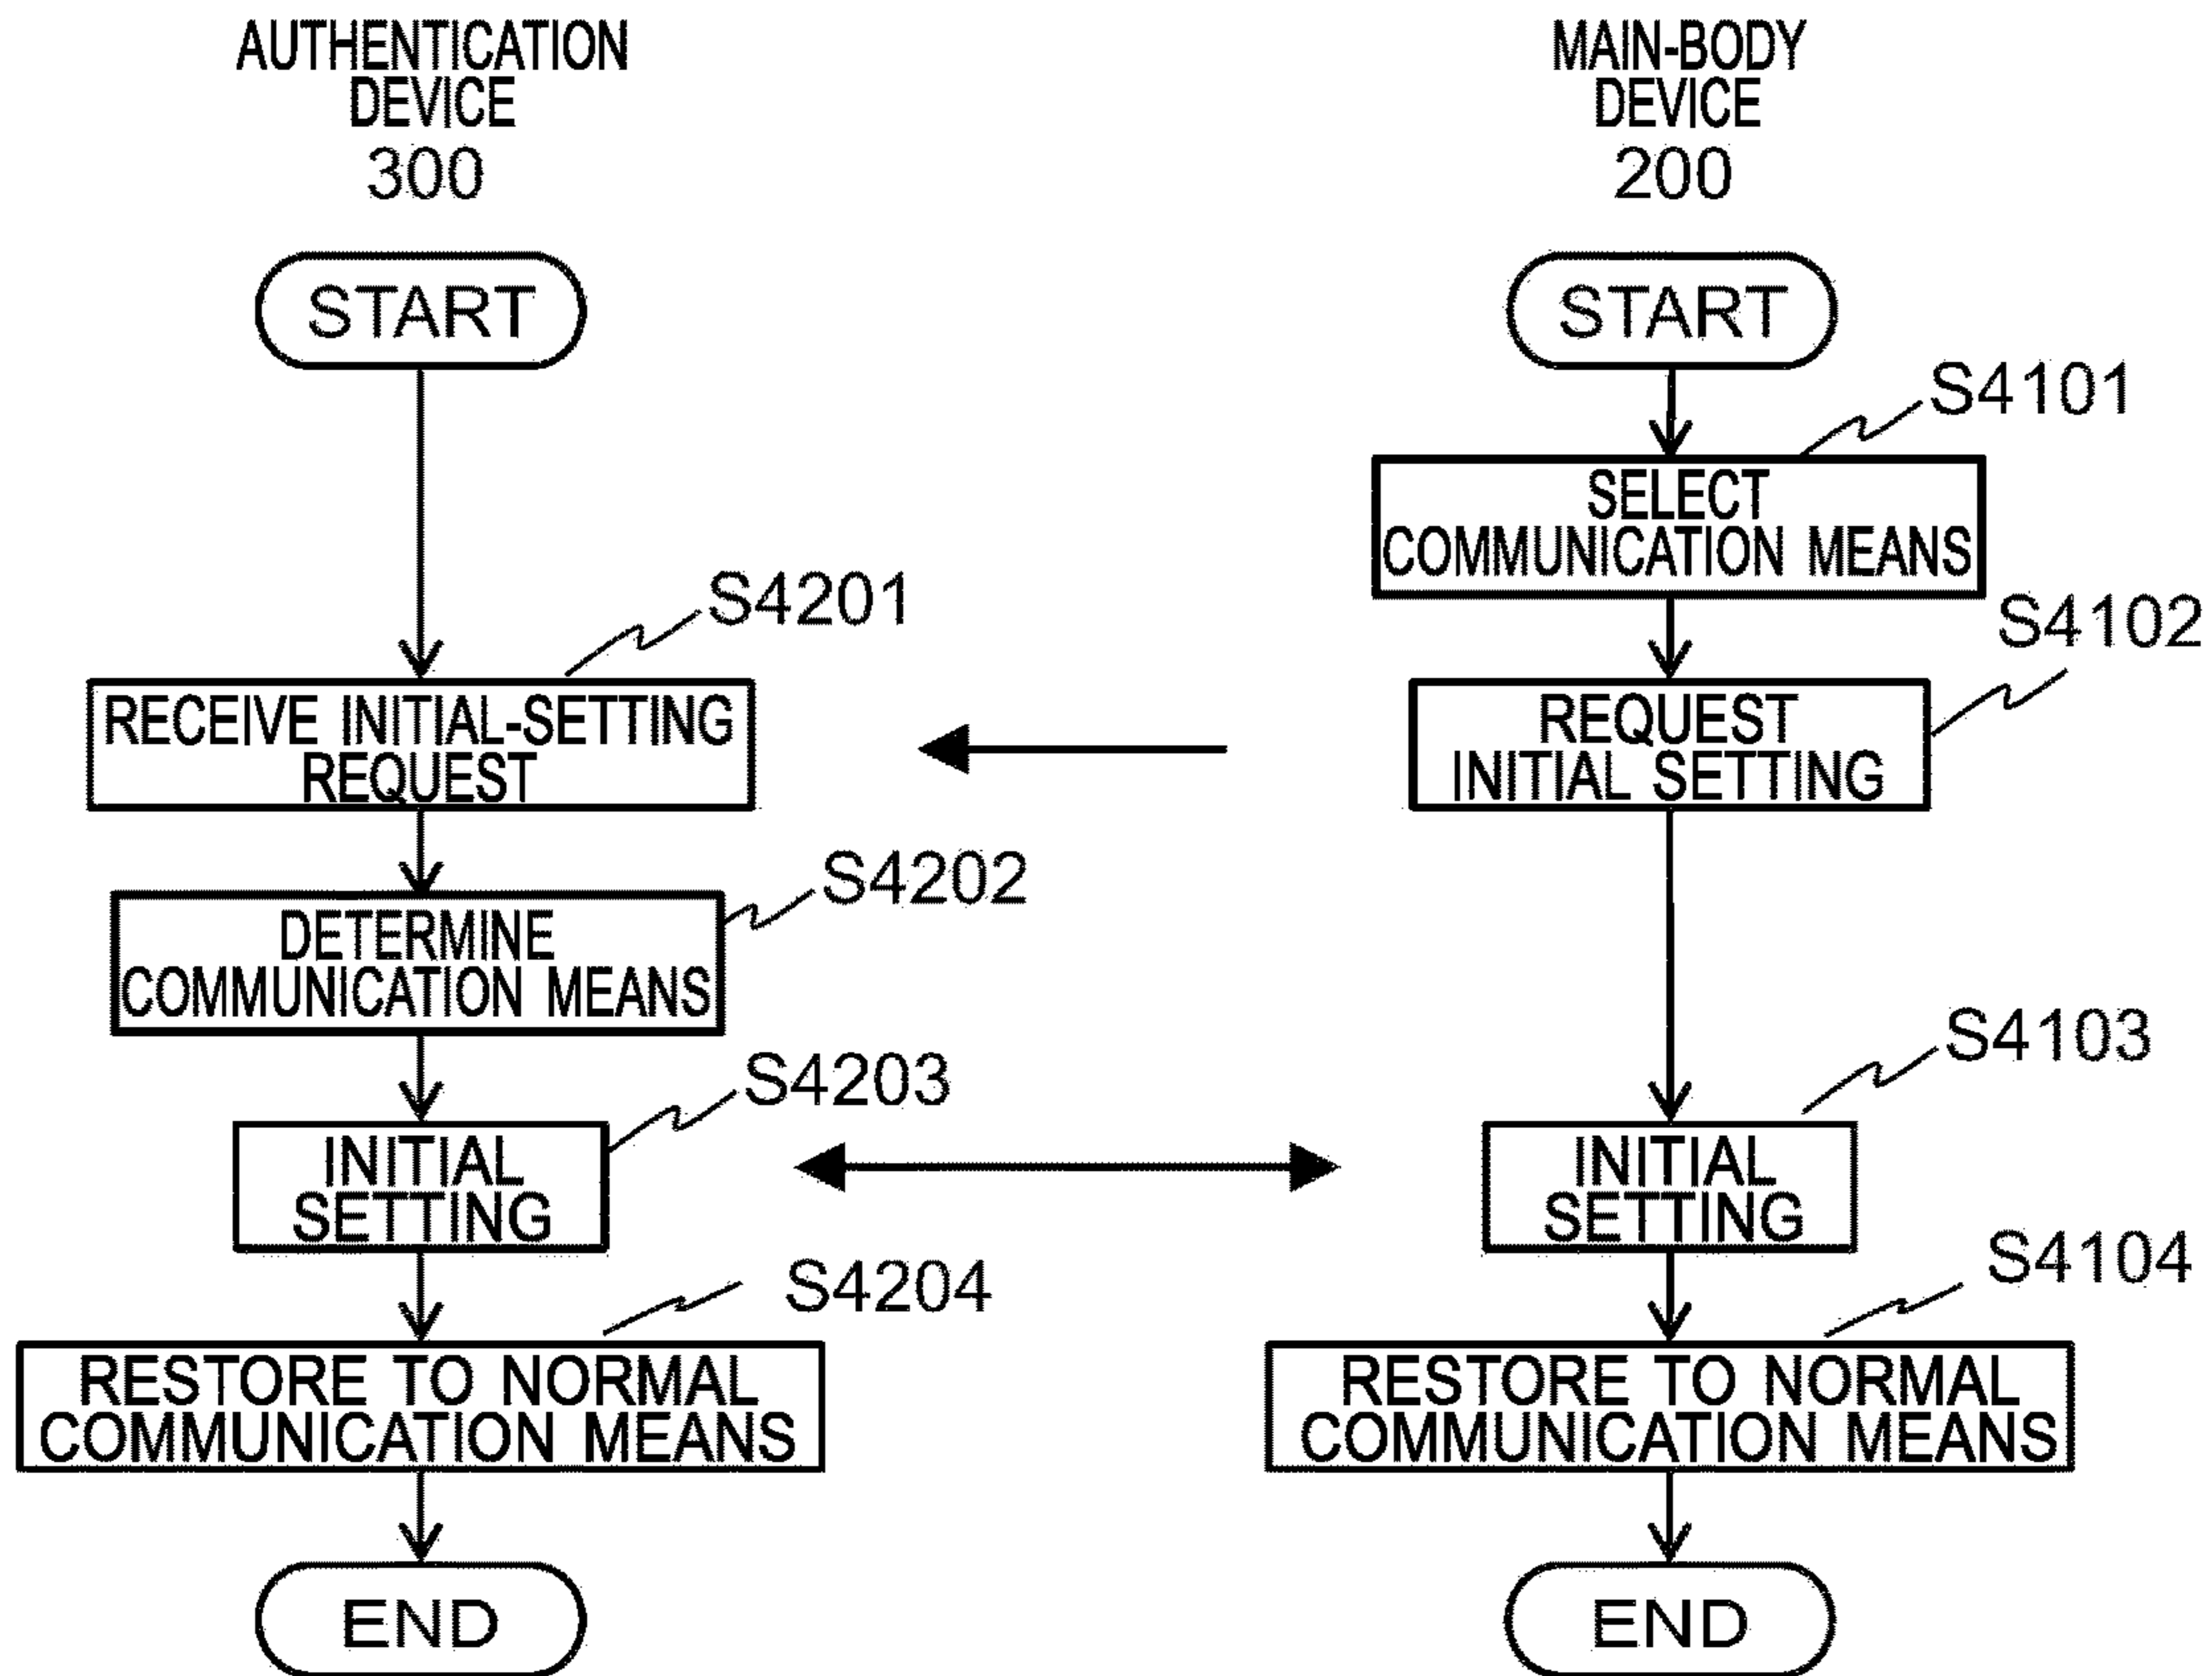 AUTHENTICATION
DEVICE
300
MAIN-BODY
DEVICE
200
START
START
S4101
SELECT
COMMUNICATION MEANS
S4201
S4102
RECEIVE INITIAL-SETTING
REQUEST
REQUEST
INITIAL SETTING
S4202
DETERMINE
COMMUNICATION MEANS
S4203
S4103
INITIAL
SETTING
INITIAL
SETTING
S4204
S4104
RESTORE TO NORMAL
COMMUNICATION MEANS
RESTORE TO NORMAL
COMMUNICATION MEANS
END
END